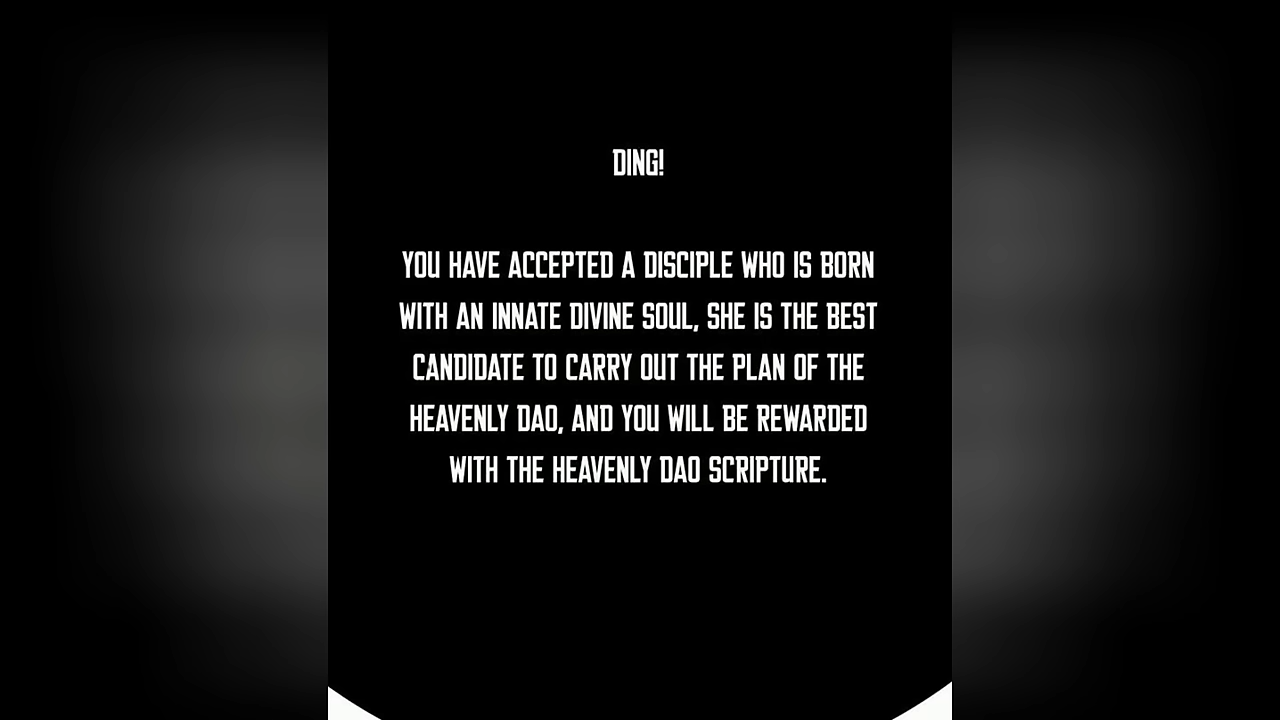 DING!
YOU HAVE ACCEPTED A DISCIPLE WHO IS BORN
WITH AN INNATE DIVINE SOUL, SHE IS THE BEST
CANDIDATE TO CARRY OUT THE PLAN OF THE
HEAVENLY DAO, AND YOU WILL BE REWARDED
WITH THE HEAVENLY DAO SCRIPTURE.